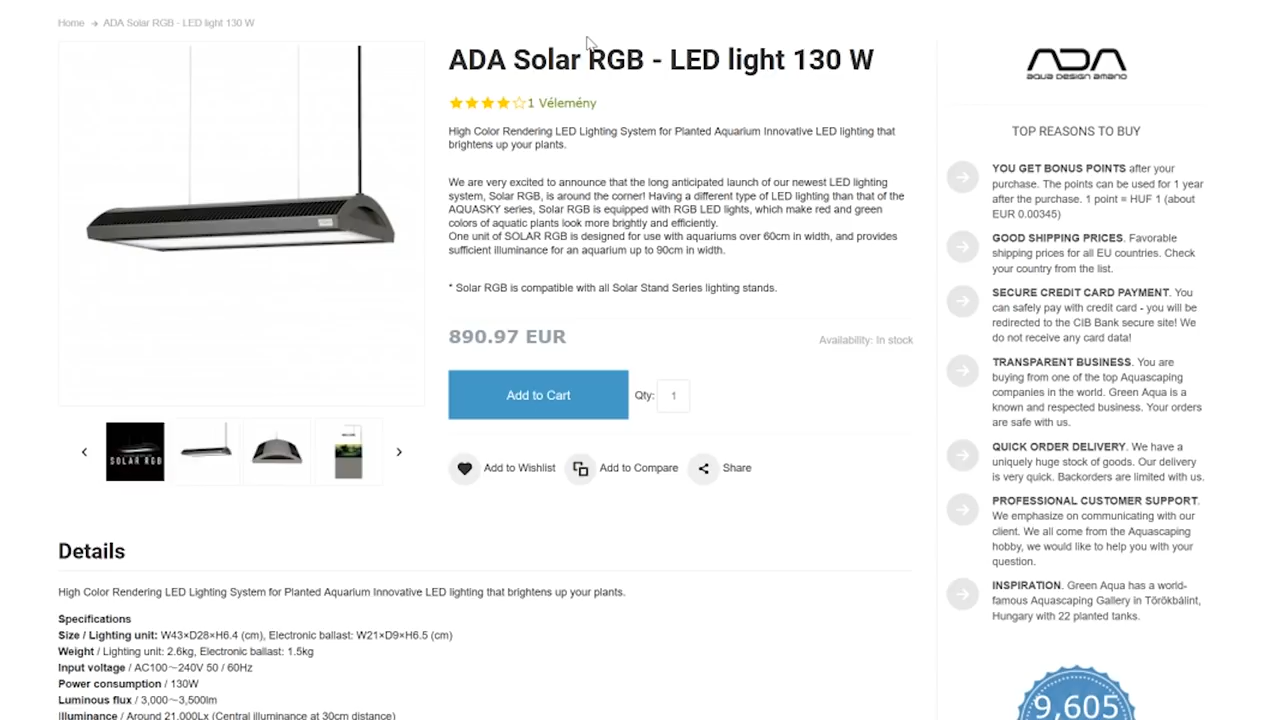 Home → ADA Solar RGB - LED light 130 W
ADA Solar RGB - LED light 130 W
1 Vélemény
High Color Rendering LED Lighting System for Planted Aquarium Innovative LED lighting that
brightens up your plants.
We are very excited to announce that the long anticipated launch of our newest LED lighting
system, Solar RGB, is around the corner! Having a different type of LED lighting than that of the
AQUASKY series, Solar RGB is equipped with RGB LED lights, which make red and green
colors of aquatic plants look more brightly and efficiently.
One unit of SOLAR RGB is designed for use with aquariums over 60cm in width, and provides
sufficient illuminance for an aquarium up to 90cm in width.
* Solar RGB is compatible with all Solar Stand Series lighting stands.
890.97 EUR
Availability: In stock
Add to Cart
Qty: 1
SOLAR RGB
Add to Wishlist
Add to Compare
Share
Details
High Color Rendering LED Lighting System for Planted Aquarium Innovative LED lighting that brightens up your plants.
Specifications
Size / Lighting unit: W43×D28×H6.4 (cm), Electronic ballast: W21×D9×H6.5 (cm)
Weight / Lighting unit: 2.6kg, Electronic ballast: 1.5kg
Input voltage / AC100～240V 50 / 60Hz
Power consumption / 130W
Luminous flux / 3,000～3,500lm
Illuminance / Around 21,000Lx (Central illuminance at 30cm distance)
ADA
aqua design amano
TOP REASONS TO BUY
YOU GET BONUS POINTS after your
purchase. The points can be used for 1 year
after the purchase. 1 point = HUF 1 (about
EUR 0.00345)
GOOD SHIPPING PRICES. Favorable
shipping prices for all EU countries. Check
your country from the list.
SECURE CREDIT CARD PAYMENT. You
can safely pay with credit card - you will be
redirected to the CIB Bank secure site! We
do not receive any card data!
TRANSPARENT BUSINESS. You are
buying from one of the top Aquascaping
companies in the world. Green Aqua is a
known and respected business. Your orders
are safe with us.
QUICK ORDER DELIVERY. We have a
uniquely huge stock of goods. Our delivery
is very quick. Backorders are limited with us.
PROFESSIONAL CUSTOMER SUPPORT.
We emphasize on communicating with our
client. We all come from the Aquascaping
hobby, we would like to help you with your
question.
INSPIRATION. Green Aqua has a world-
famous Aquascaping Gallery in Törökbálint,
Hungary with 22 planted tanks.
9,605